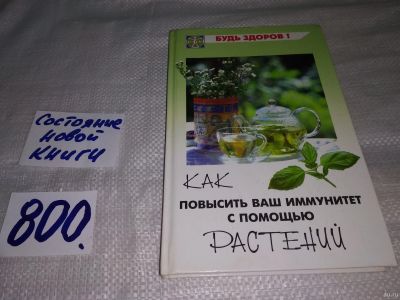 Состояние
новой
книги
800.
БУДЬ ЗДОРОВ!
КАК
ПОВЫСИТЬ ВАШ ИММУНИТЕТ
С ПОМОЩЬЮ
РАСТЕНИЙ